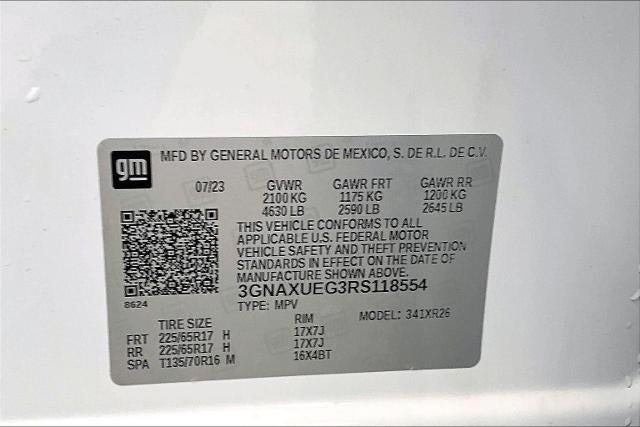 gm MFD BY GENERAL MOTORS DE MEXICO, S. DE R.L. DE C.V.
07/23 GVWR GAWR FRT GAWR RR
2100 KG 1175 KG 1200 KG
4630 LB 2590 LB 2645 LB
THIS VEHICLE CONFORMS TO ALL
APPLICABLE U.S. FEDERAL MOTOR
VEHICLE SAFETY AND THEFT PREVENTION
STANDARDS IN EFFECT ON THE DATE OF
MANUFACTURE SHOWN ABOVE.
3GNAXUEG3RS118554
8624 TYPE: MPV
TIRE SIZE RIM MODEL: 341XR26
FRT 225/65R17 H 17X7J
RR 225/65R17 H 17X7J
SPA T135/70R16 M 16X4BT